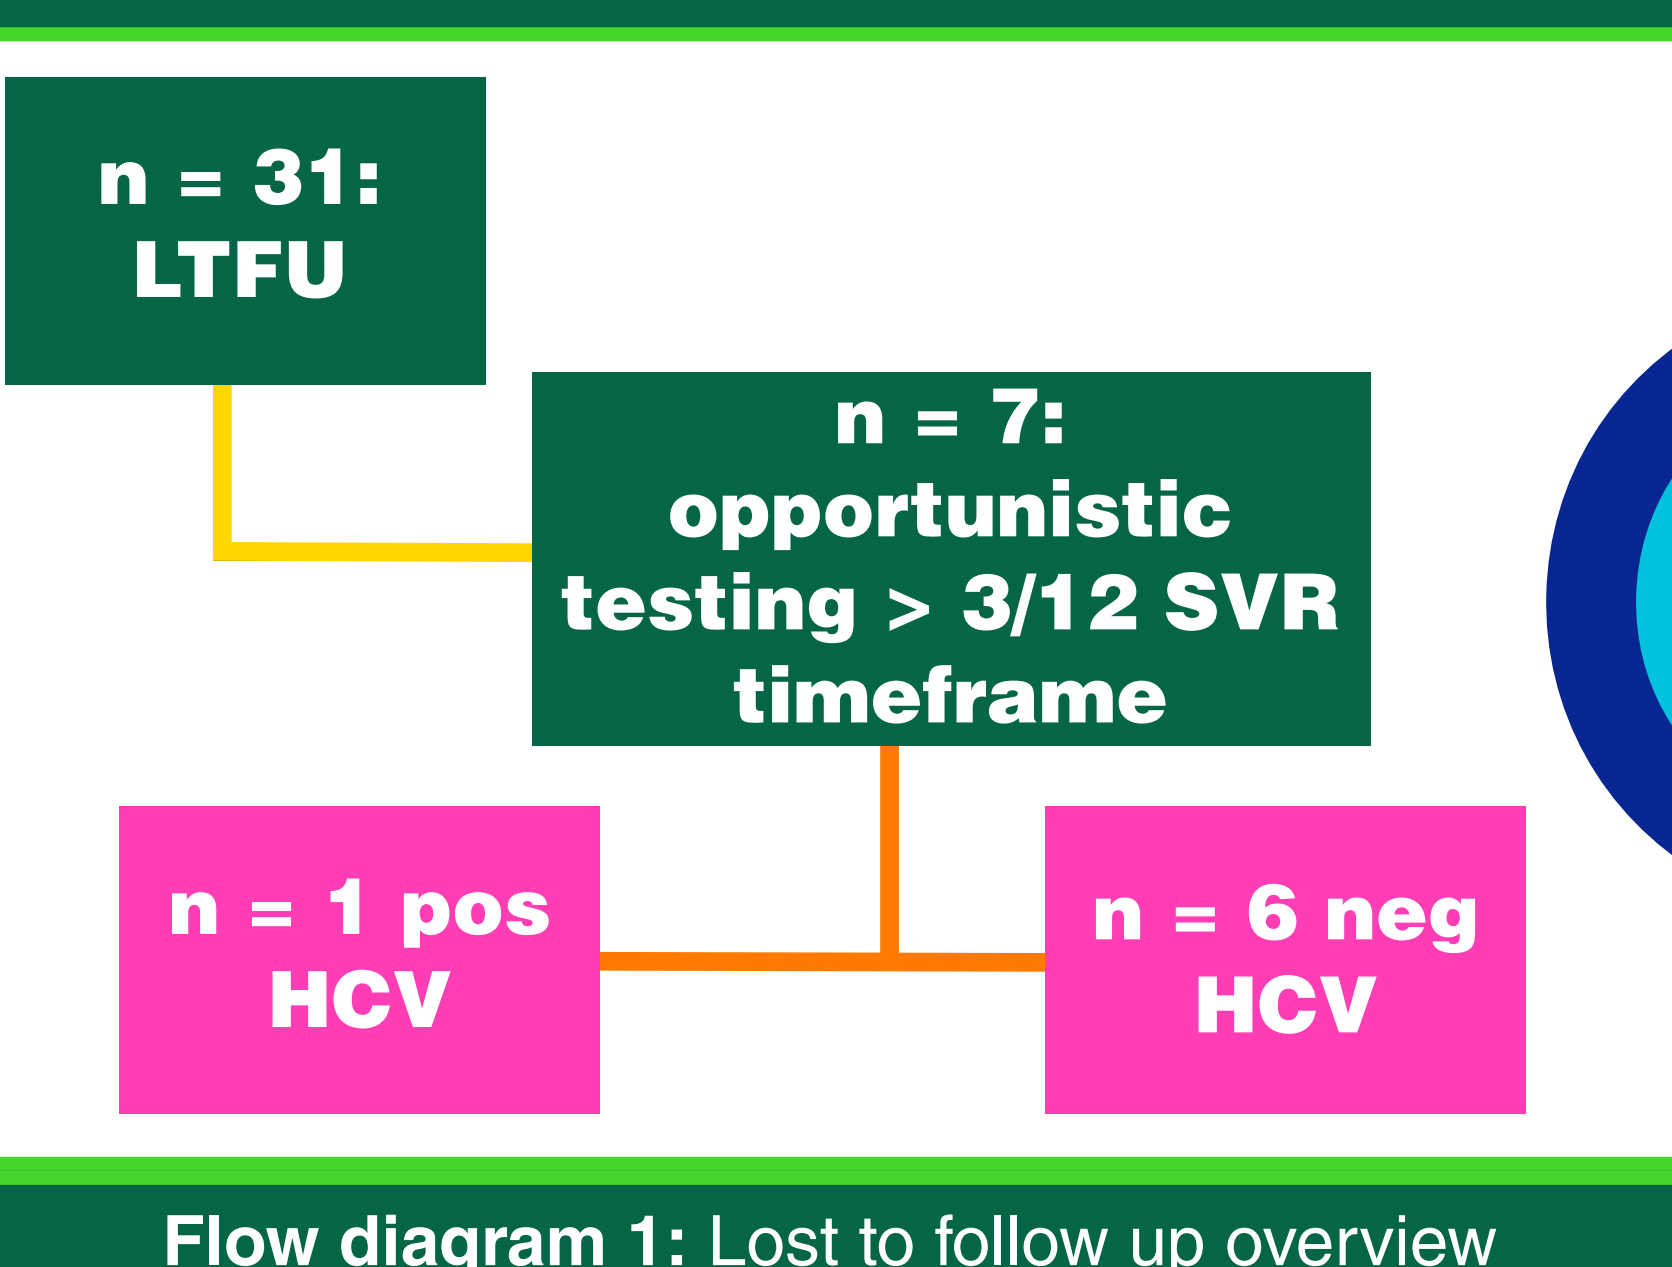 n = 31:
LTFU
n = 7:
opportunistic
testing > 3/12 SVR
timeframe
n = 1 pos
HCV
n = 6 neg
HCV
Flow diagram 1: Lost to follow up overview